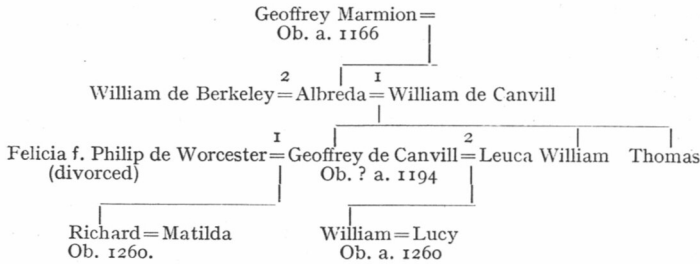 Geoffrey Marmion=
Ob. a. 1166
2 1
William de Berkeley=Albreda=William de Canvill
1 2
Felicia f. Philip de Worcester=Geoffrey de Canvill=Leuca William Thomas
(divorced) Ob. ? a. 1194
Richard=Matilda William=Lucy
Ob. 1260. Ob. a. 1260